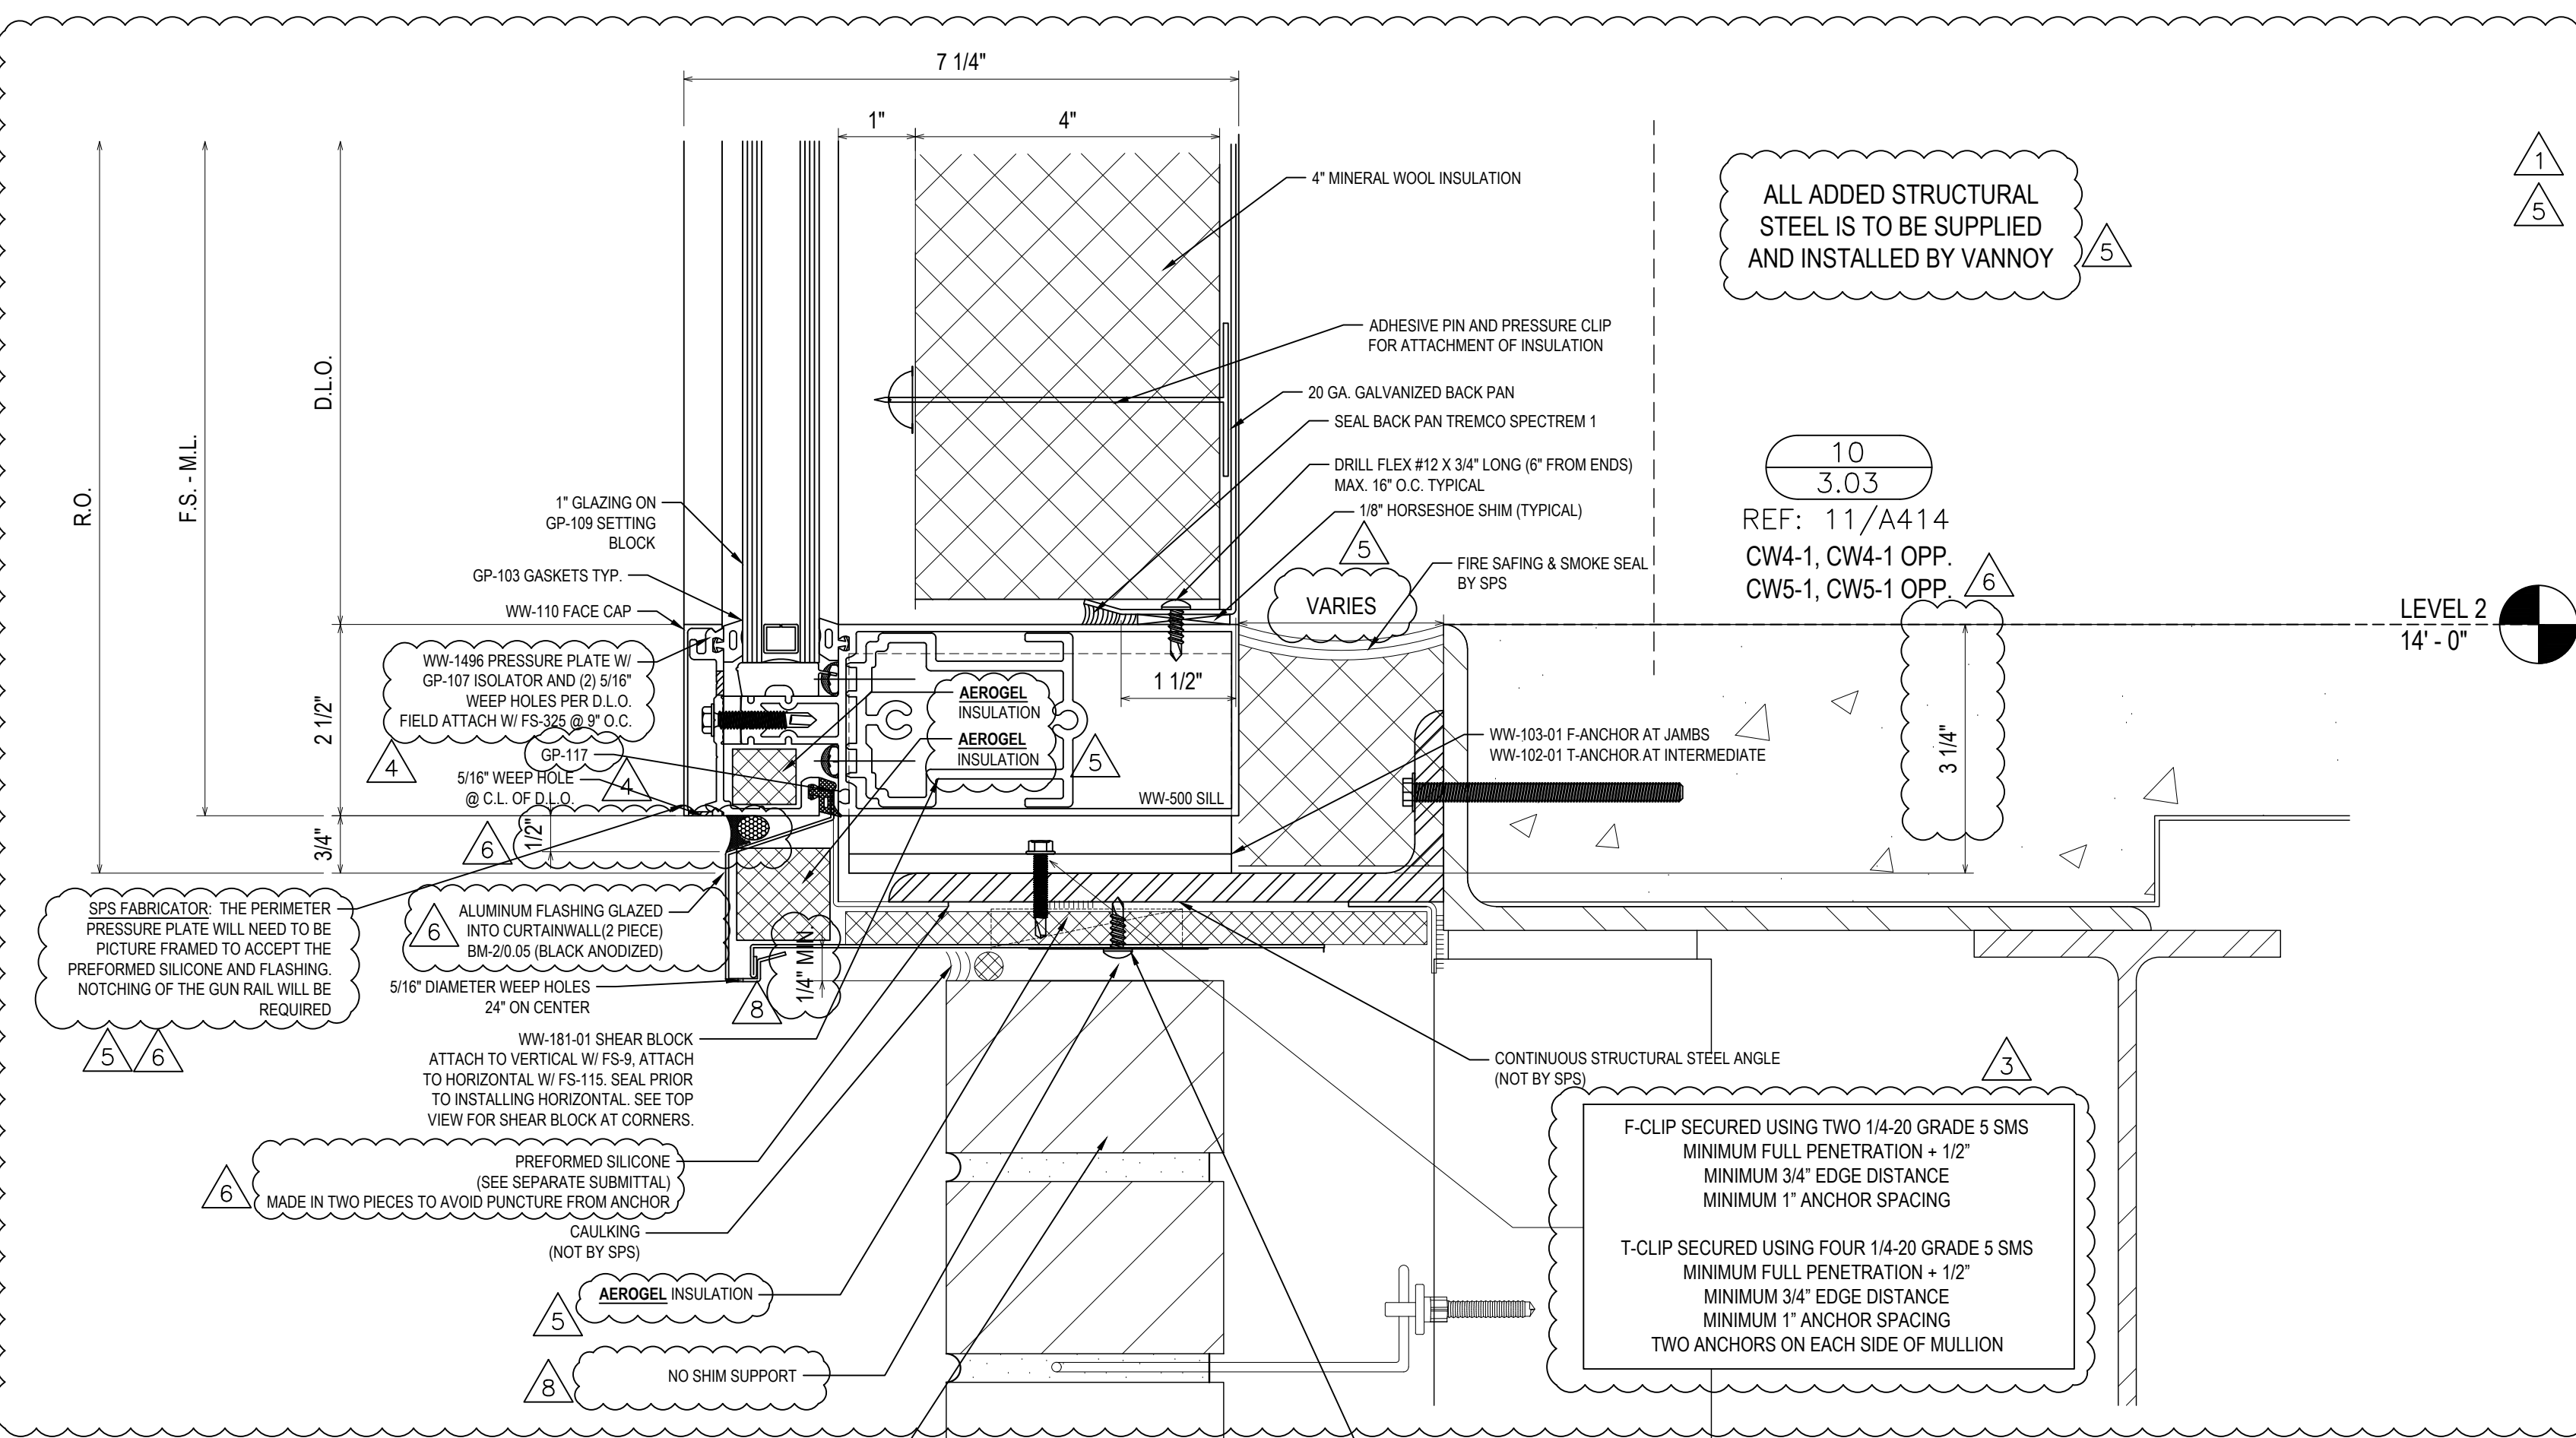 7 1/4"
1"
4"
R.O.
F.S. - M.L.
D.L.O.
2 1/2"
3/4"
1/2"
1/4" MIN.
1 1/2"
3 1/4"
4" MINERAL WOOL INSULATION
ADHESIVE PIN AND PRESSURE CLIP
FOR ATTACHMENT OF INSULATION
20 GA. GALVANIZED BACK PAN
SEAL BACK PAN TREMCO SPECTREM 1
DRILL FLEX #12 X 3/4" LONG (6" FROM ENDS)
MAX. 16" O.C. TYPICAL
1/8" HORSESHOE SHIM (TYPICAL)
5
FIRE SAFING & SMOKE SEAL
BY SPS
VARIES
ALL ADDED STRUCTURAL
STEEL IS TO BE SUPPLIED
AND INSTALLED BY VANNOY
5
1
5
10
3.03
REF: 11/A414
CW4-1, CW4-1 OPP.
CW5-1, CW5-1 OPP.
6
LEVEL 2
14' - 0"
1" GLAZING ON
GP-109 SETTING
BLOCK
GP-103 GASKETS TYP.
WW-110 FACE CAP
WW-1496 PRESSURE PLATE W/
GP-107 ISOLATOR AND (2) 5/16"
WEEP HOLES PER D.L.O.
FIELD ATTACH W/ FS-325 @ 9" O.C.
4
GP-117
4
5/16" WEEP HOLE
@ C.L. OF D.L.O.
6
AEROGEL
INSULATION
AEROGEL
INSULATION
5
WW-500 SILL
WW-103-01 F-ANCHOR AT JAMBS
WW-102-01 T-ANCHOR AT INTERMEDIATE
SPS FABRICATOR: THE PERIMETER
PRESSURE PLATE WILL NEED TO BE
PICTURE FRAMED TO ACCEPT THE
PREFORMED SILICONE AND FLASHING.
NOTCHING OF THE GUN RAIL WILL BE
REQUIRED
5
6
6
ALUMINUM FLASHING GLAZED
INTO CURTAINWALL(2 PIECE)
BM-2/0.05 (BLACK ANODIZED)
5/16" DIAMETER WEEP HOLES
24" ON CENTER
8
WW-181-01 SHEAR BLOCK
ATTACH TO VERTICAL W/ FS-9, ATTACH
TO HORIZONTAL W/ FS-115. SEAL PRIOR
TO INSTALLING HORIZONTAL. SEE TOP
VIEW FOR SHEAR BLOCK AT CORNERS.
6
PREFORMED SILICONE
(SEE SEPARATE SUBMITTAL)
MADE IN TWO PIECES TO AVOID PUNCTURE FROM ANCHOR
CAULKING
(NOT BY SPS)
5
AEROGEL INSULATION
8
NO SHIM SUPPORT
CONTINUOUS STRUCTURAL STEEL ANGLE
(NOT BY SPS)
3
F-CLIP SECURED USING TWO 1/4-20 GRADE 5 SMS
MINIMUM FULL PENETRATION + 1/2”
MINIMUM 3/4” EDGE DISTANCE
MINIMUM 1” ANCHOR SPACING
T-CLIP SECURED USING FOUR 1/4-20 GRADE 5 SMS
MINIMUM FULL PENETRATION + 1/2”
MINIMUM 3/4” EDGE DISTANCE
MINIMUM 1” ANCHOR SPACING
TWO ANCHORS ON EACH SIDE OF MULLION